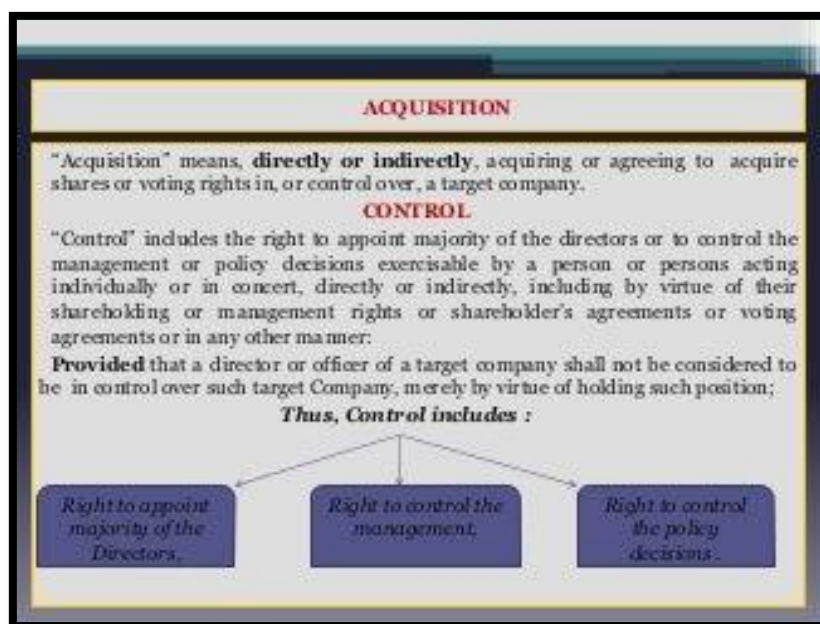 ACQUISITION
“Acquisition” means, directly or indirectly, acquiring or agreeing to acquire
shares or voting rights in, or control over, a target company.
CONTROL
“Control” includes the right to appoint majority of the directors or to control the
management or policy decisions exercisable by a person or persons acting
individually or in concert, directly or indirectly, including by virtue of their
shareholding or management rights or shareholder’s agreements or voting
agreements or in any other manner:
Provided that a director or officer of a target company shall not be considered to
be in control over such target Company, merely by virtue of holding such position;
Thus, Control includes :
Right to appoint
majority of the
Directors.
Right to control the
management.
Right to control
the policy
decisions .